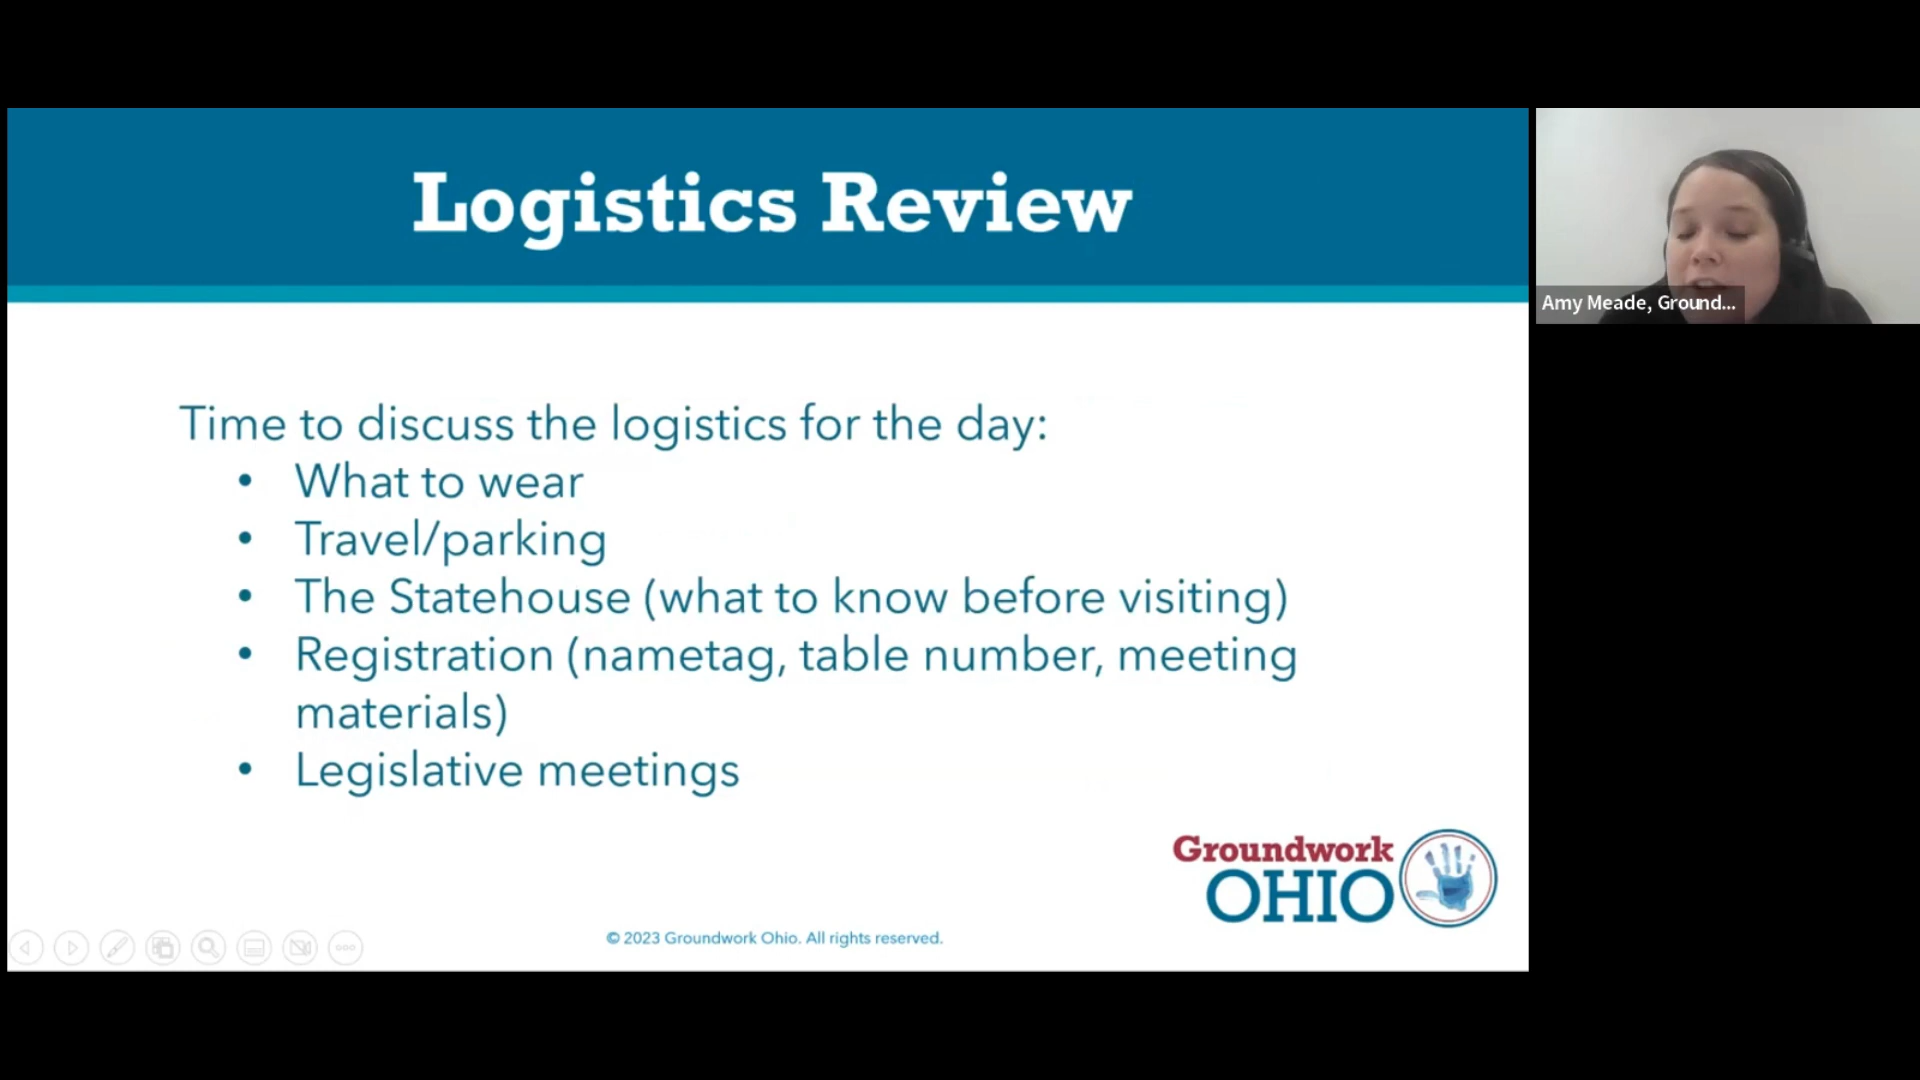 Logistics Review
Time to discuss the logistics for the day:
• What to wear
• Travel/parking
• The Statehouse (what to know before visiting)
• Registration (nametag, table number, meeting
materials)
• Legislative meetings
Groundwork
OHIO
© 2023 Groundwork Ohio. All rights reserved.
Amy Meade, Ground...